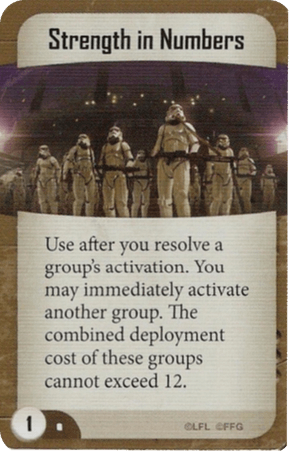 Strength in Numbers
Use after you resolve a
group's activation. You
may immediately activate
another group. The
combined deployment
cost of these groups
cannot exceed 12.
1
©LFL ©FFG